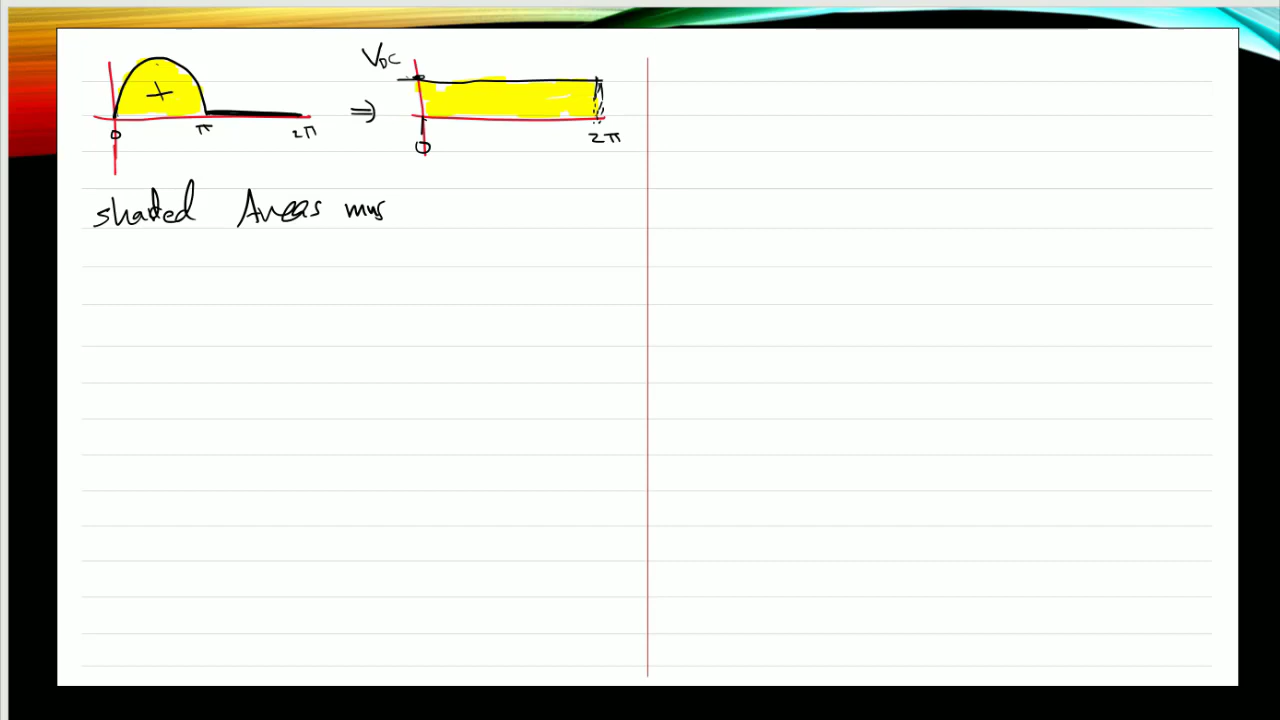 V_DC
+
0 π 2π ⇒ 0 2π
shaded Areas mus